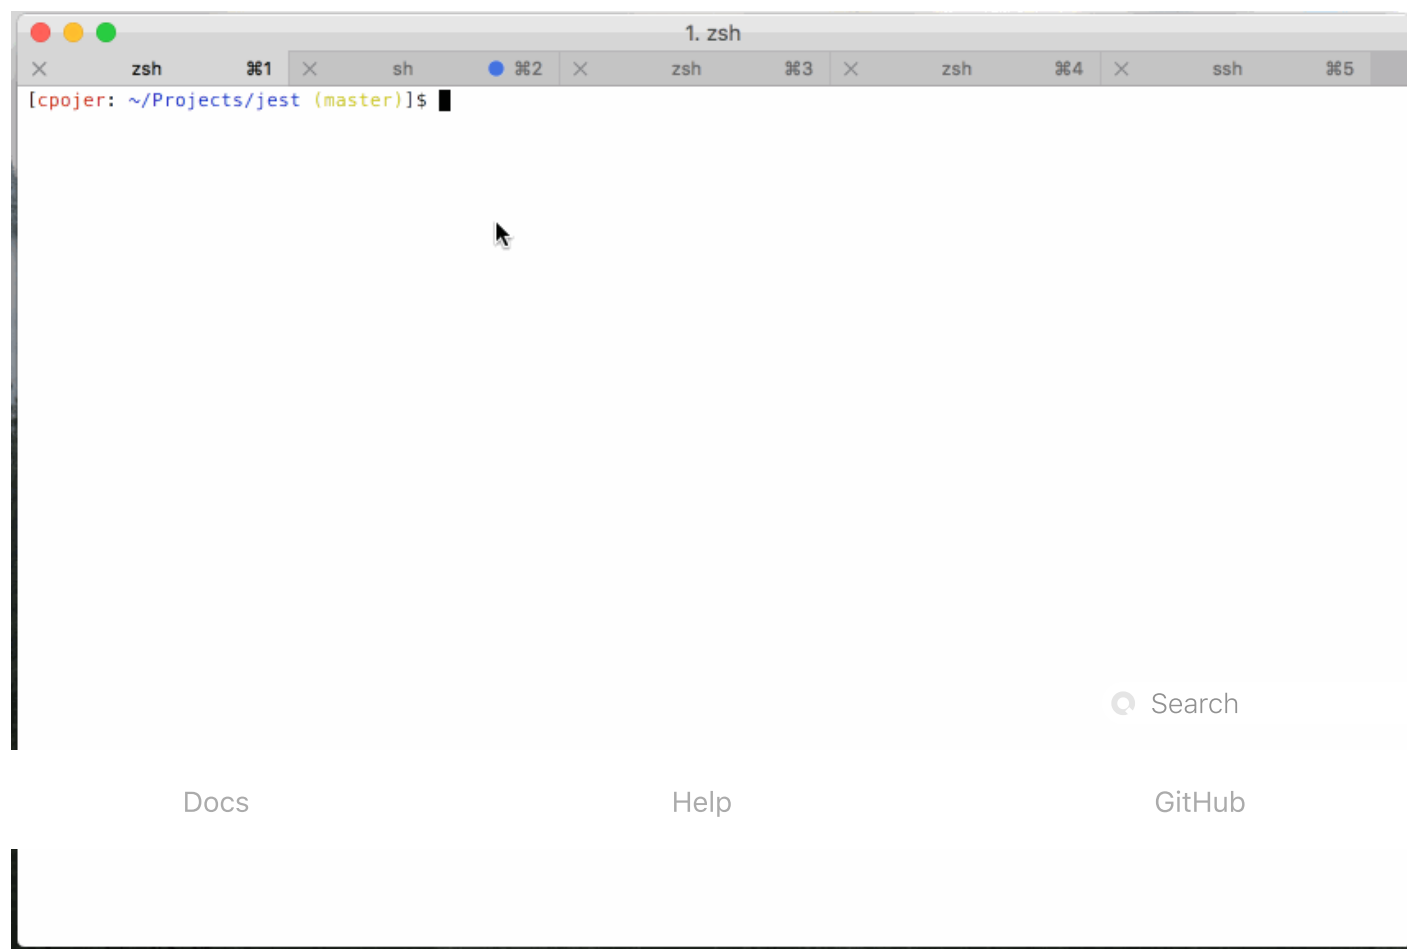 1. zsh
zsh ⌘1 sh ⌘2 zsh ⌘3 zsh ⌘4 ssh ⌘5
[cpojer: ~/Projects/jest (master)]$
Search
Docs Help GitHub